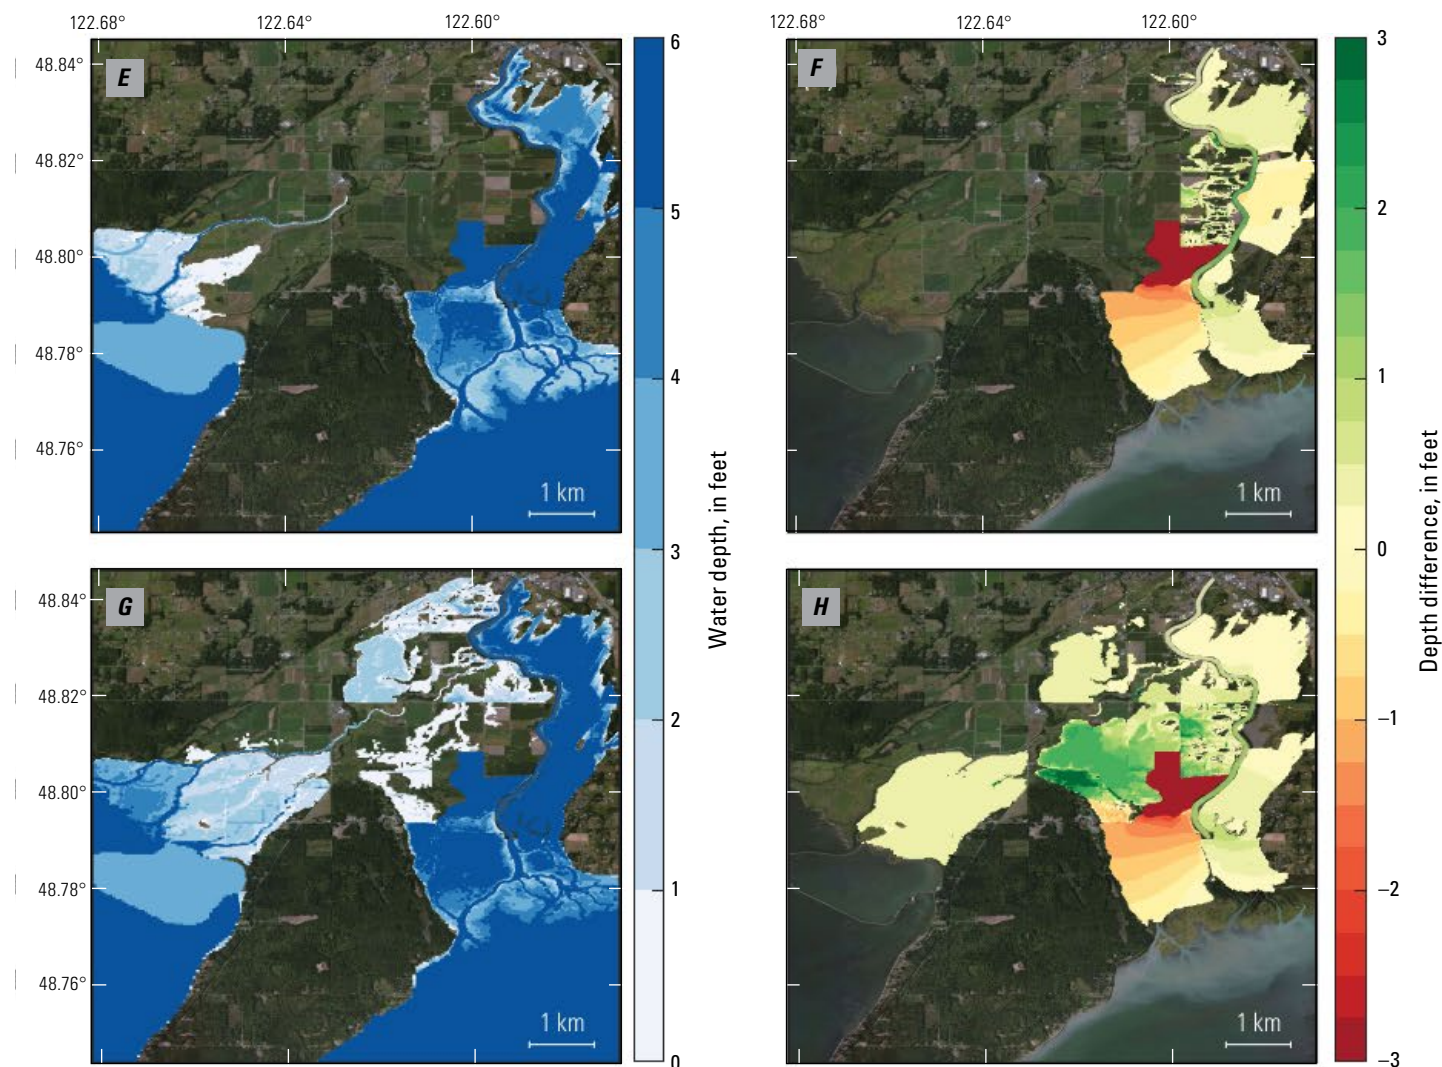 122.68° 122.64° 122.60° 122.68° 122.64° 122.60°
E
F
48.84°
48.82°
48.80°
48.78°
48.76°
1 km
1 km
G
H
48.84°
48.82°
48.80°
48.78°
48.76°
1 km
1 km
6
5
4
3
2
1
0
Water depth, in feet
3
2
1
0
−1
−2
−3
Depth difference, in feet